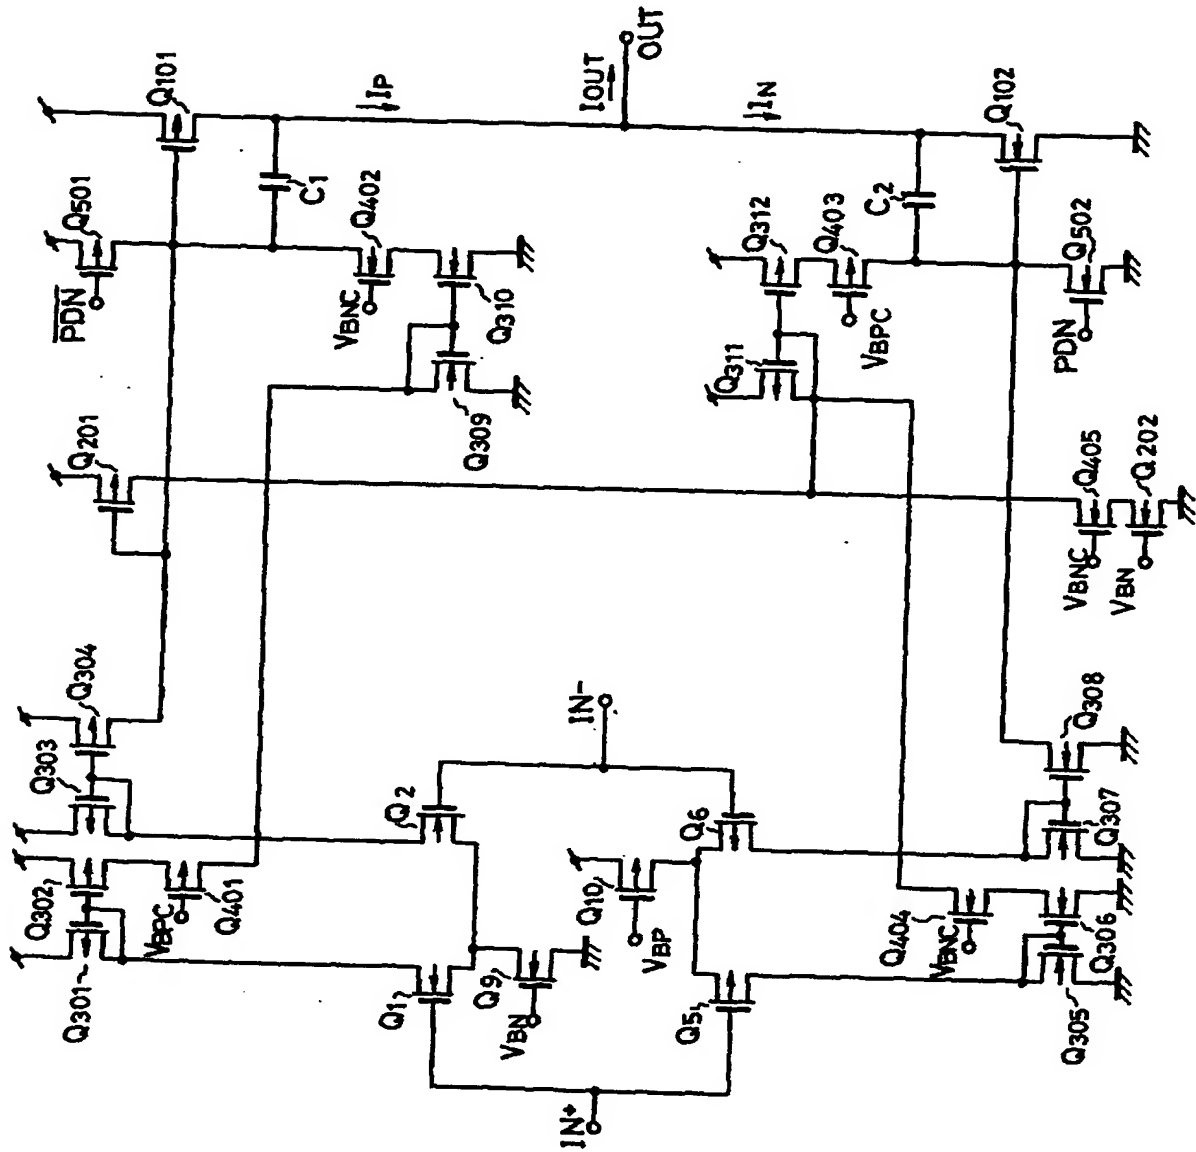 Q101
Q501
PDN
IP
C1
Q402
VBNC
Q310
Q309
Q201
IOUT
OUT
IN
Q102
Q312
C2
Q403
VBPC
Q502
PDN
Q311
Q405
Q202
VBNC
VBN
Q304
Q303
Q302
Q401
VBPC
Q301
Q2
IN-
Q6
Q10
VBP
Q1
Q9
VBN
Q5
IN+
Q308
Q307
Q404
VBNC
Q306
Q305